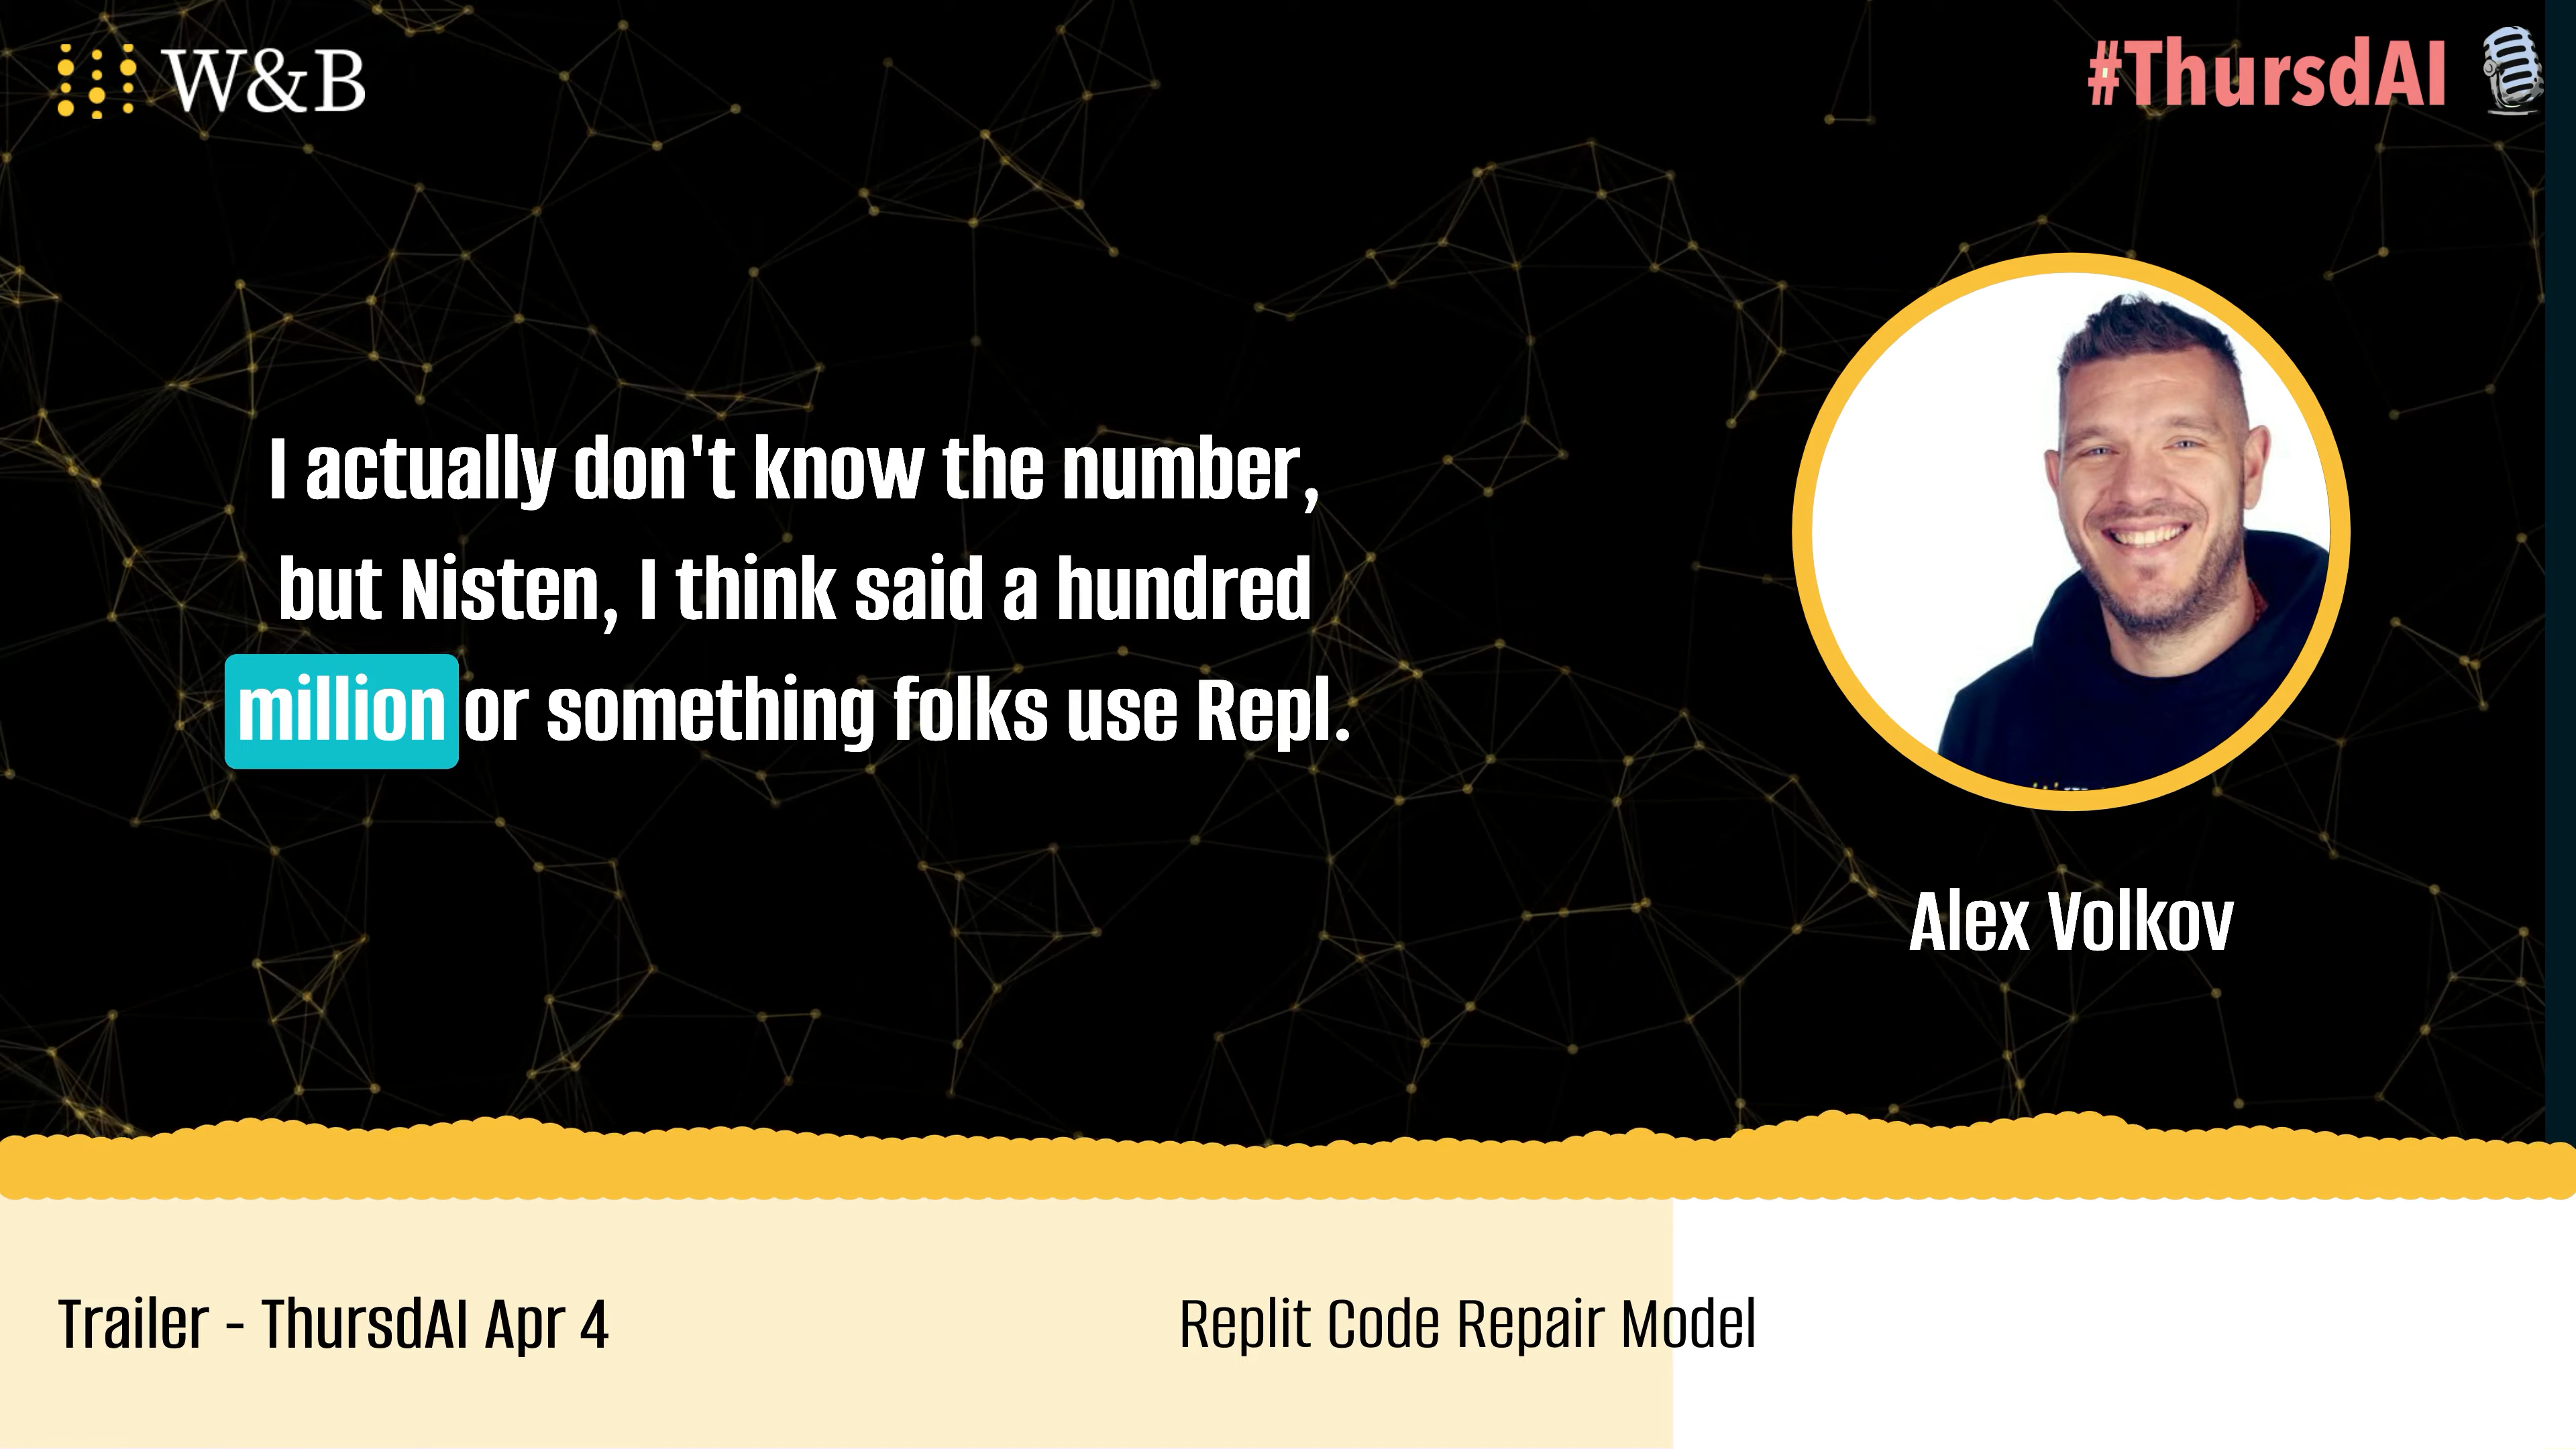 W&B
#ThursdAI
I actually don't know the number,
but Nisten, I think said a hundred
million or something folks use Repl.
Alex Volkov
Trailer - ThursdAI Apr 4
Replit Code Repair Model